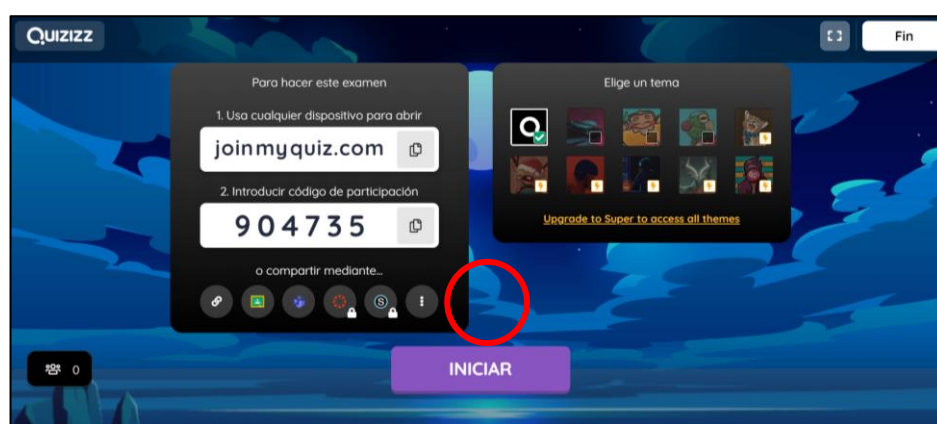 QUIZIZZ
Fin
Para hacer este examen
1. Usa cualquier dispositivo para abrir
joinmyquiz.com
2. Introducir código de participación
904735
o compartir mediante...
S
Elige un tema
Upgrade to Super to access all themes
0
INICIAR